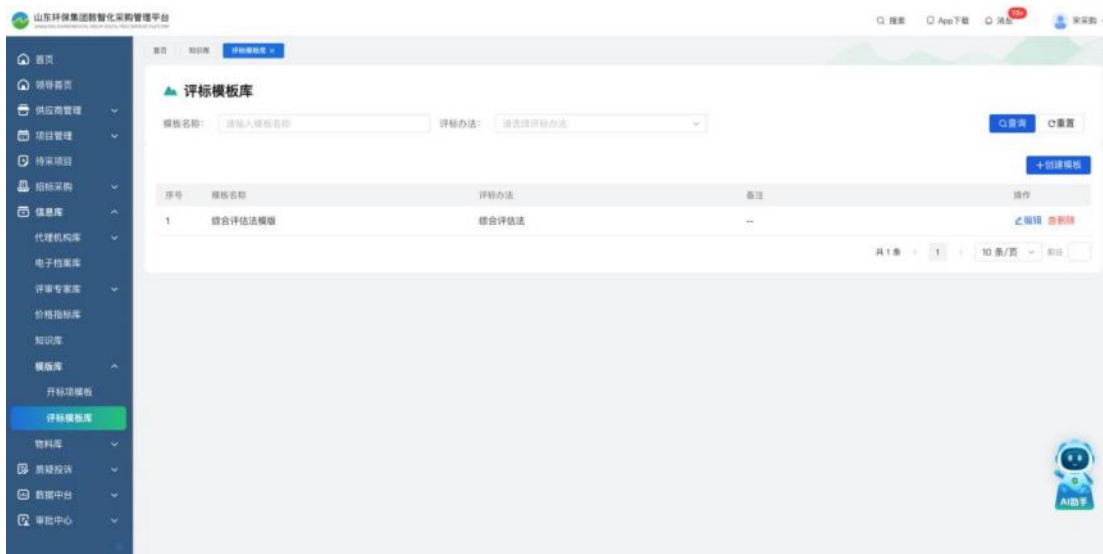 山东环保集团数智化采购管理平台
搜索 App下载 消息 10+ 宋采购
首页 知识库 评标模板库 ×
首页
领导首页
供应商管理
项目管理
待采项目
招标采购
信息库
代理机构库
电子档案库
评审专家库
价格指标库
知识库
模版库
开标项模板
评标模板库
物料库
质疑投诉
数据中台
审批中心
评标模板库
模板名称: 请输入模板名称 评标办法: 请选择评标办法 查询 重置
+创建模板
序号 模板名称 评标办法 备注 操作
1 综合评估法模版 综合评估法 -- 编辑 删除
共 1 条 1 10 条/页 前往
AI助手